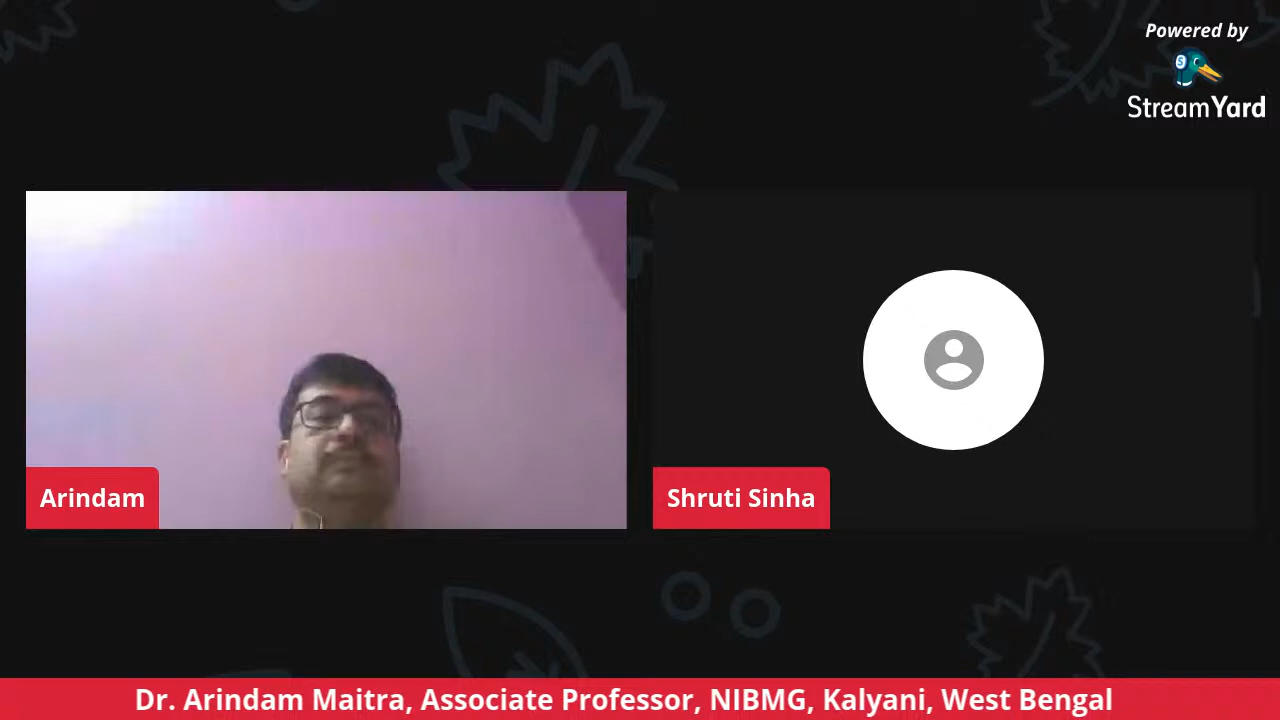 Powered by
StreamYard
Arindam
Shruti Sinha
Dr. Arindam Maitra, Associate Professor, NIBMG, Kalyani, West Bengal